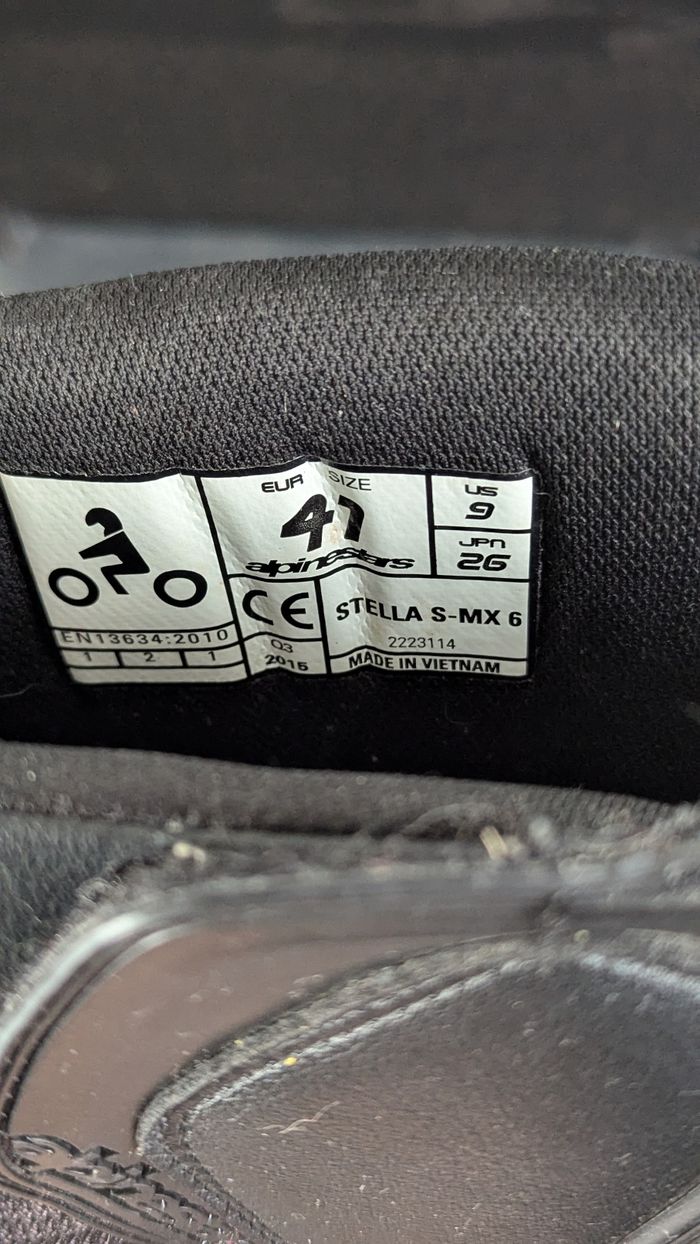 EUR SIZE
41
alpinestars
US
9
JPN
26
EN13634:2010
1 2 1
CE
Q3
2015
STELLA S-MX 6
2223114
MADE IN VIETNAM